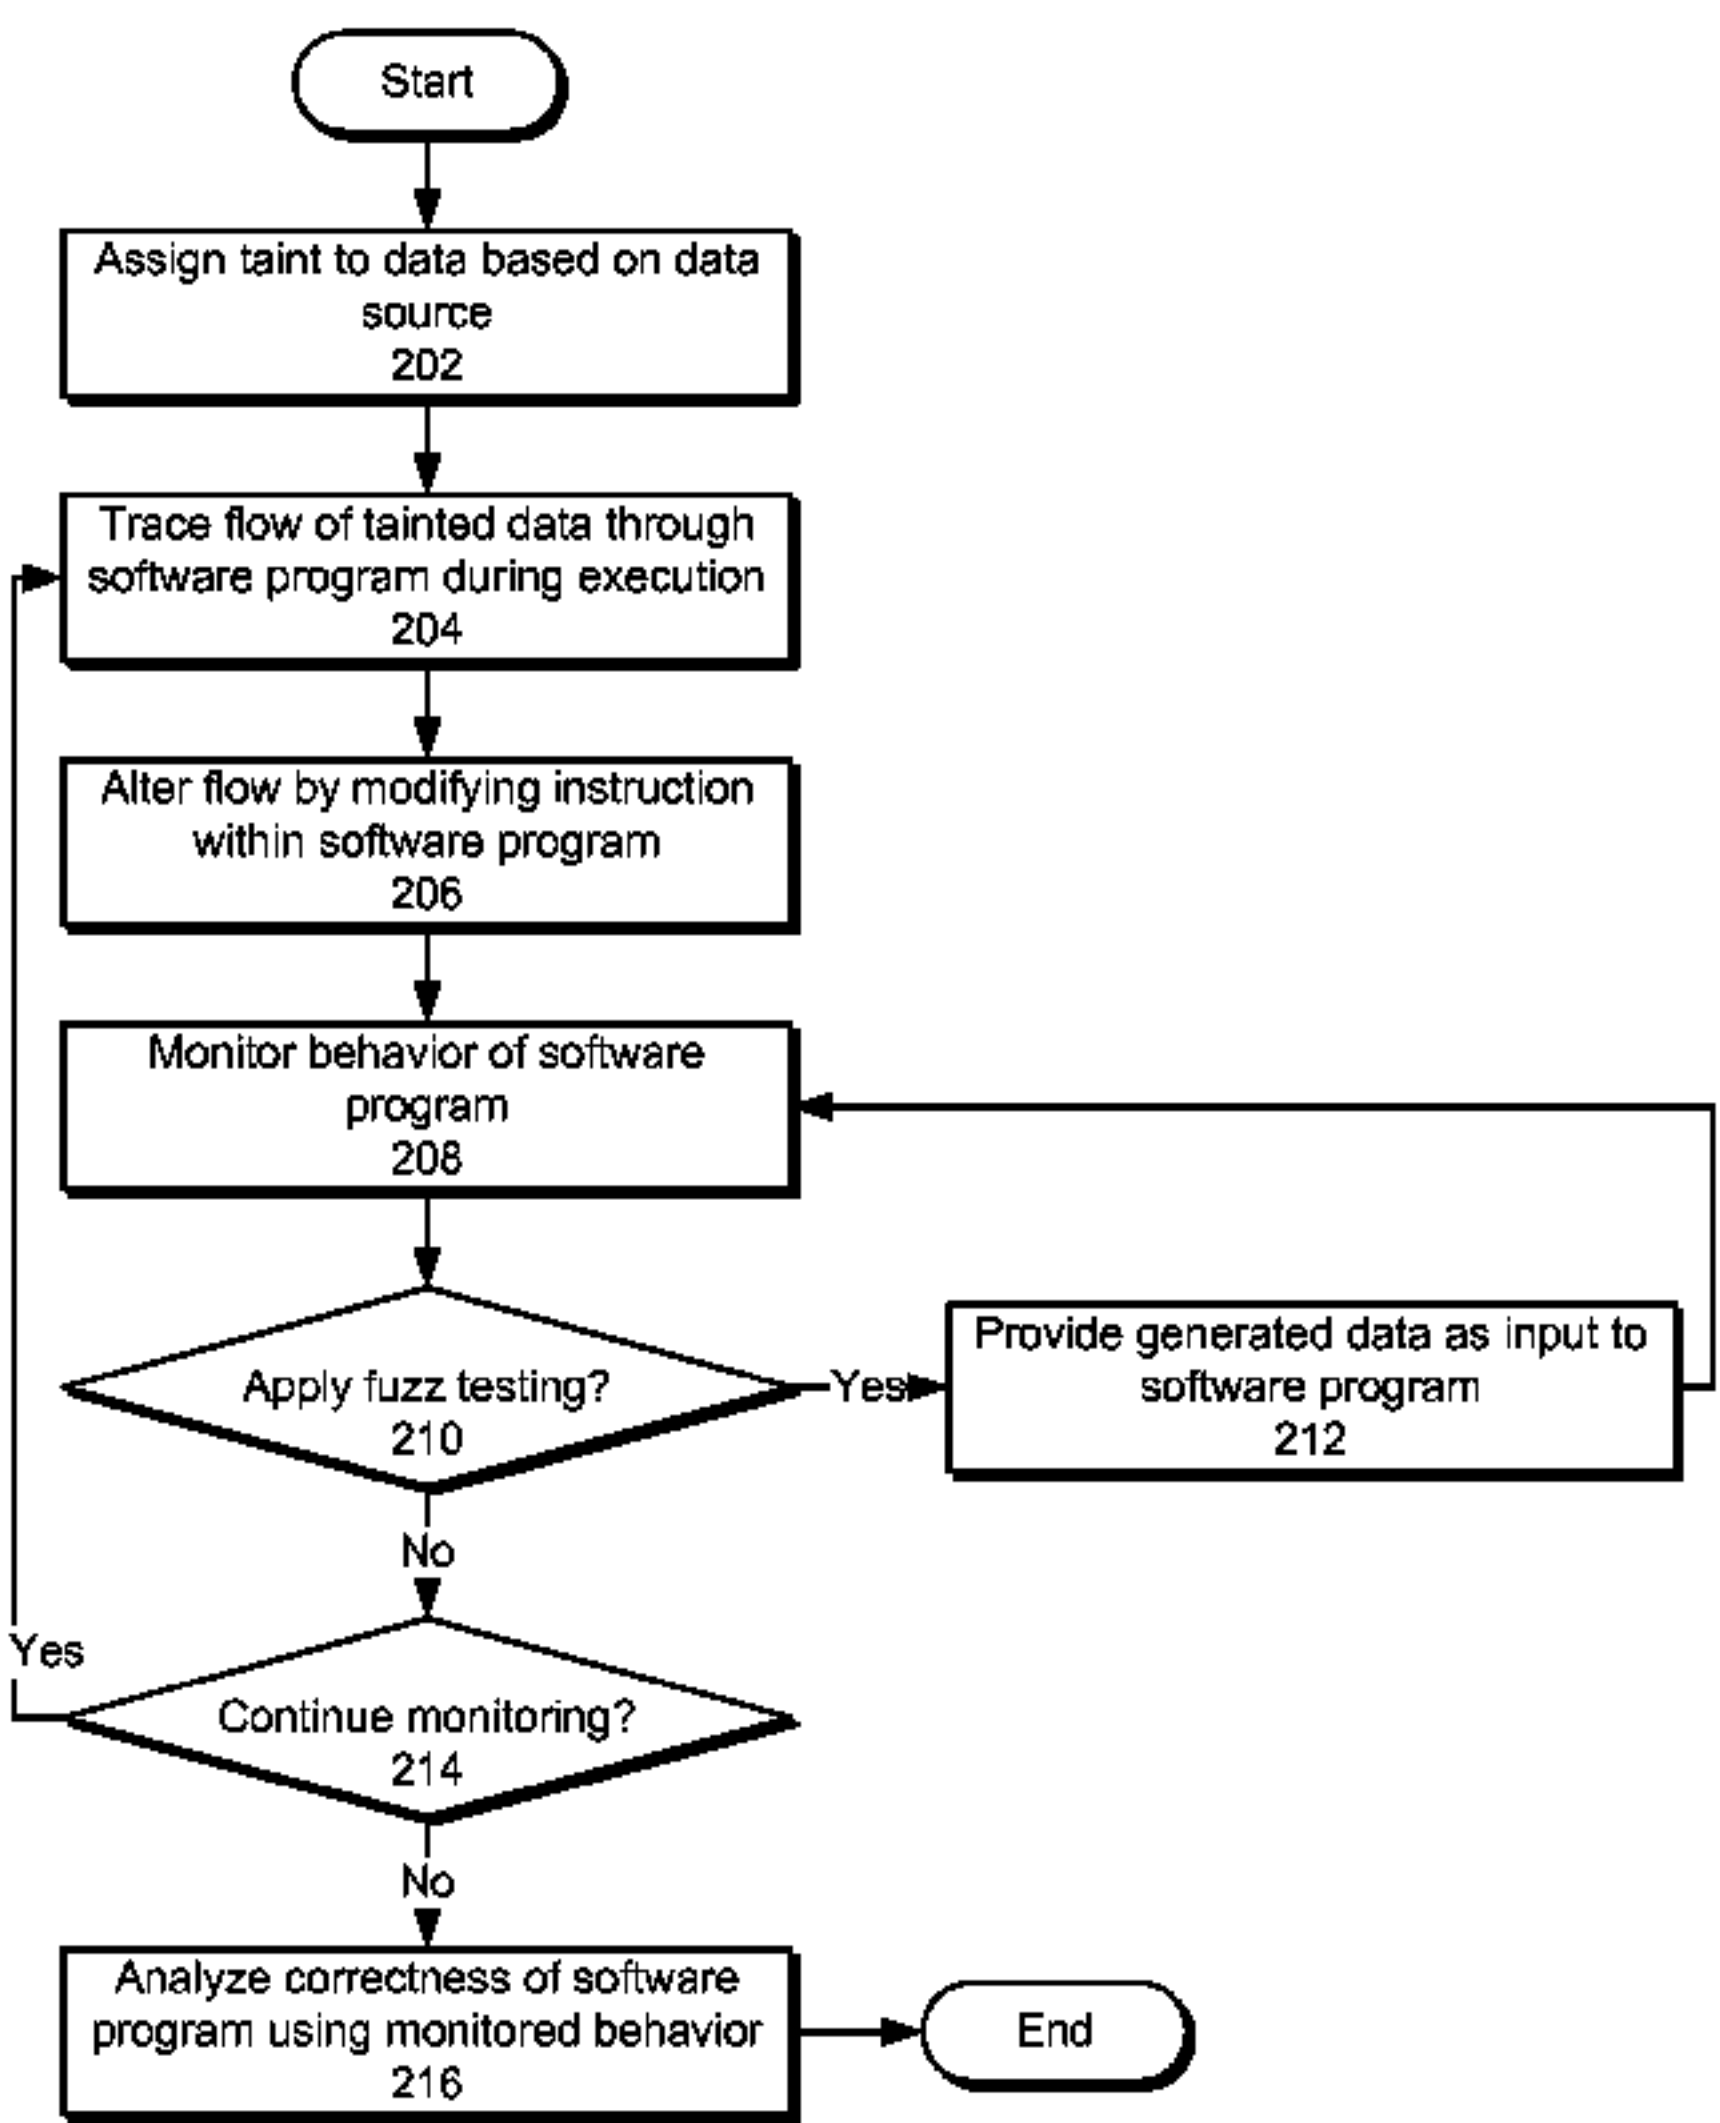 Start
Assign taint to data based on data
source
202
Trace flow of tainted data through
software program during execution
204
Alter flow by modifying instruction
within software program
206
Monitor behavior of software
program
208
Apply fuzz testing?
210
Yes
Provide generated data as input to
software program
212
No
Yes
Continue monitoring?
214
No
Analyze correctness of software
program using monitored behavior
216
End